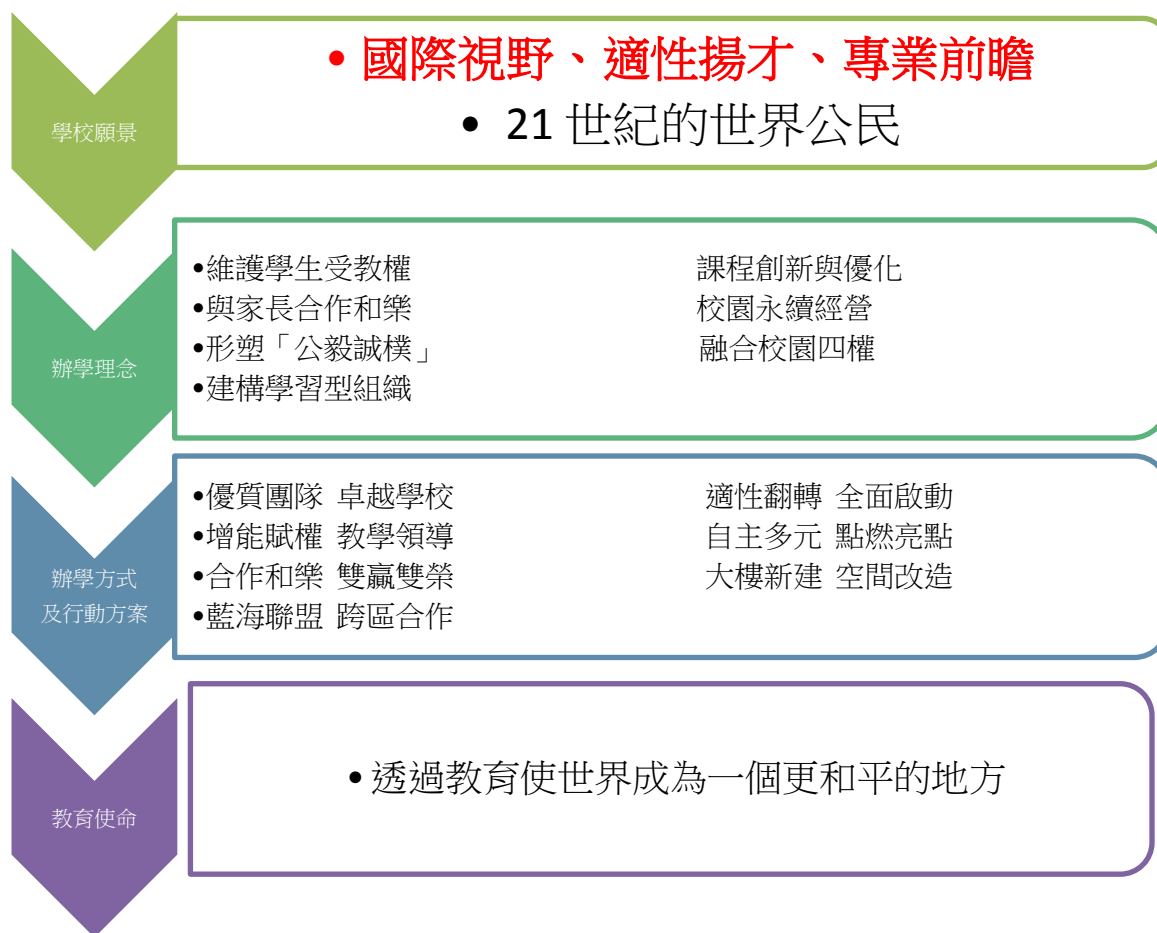 學校願景
• 國際視野、適性揚才、專業前瞻
• 21 世紀的世界公民
辦學理念
•維護學生受教權 課程創新與優化
•與家長合作和樂 校園永續經營
•形塑「公毅誠樸」 融合校園四權
•建構學習型組織
辦學方式
及行動方案
•優質團隊 卓越學校 適性翻轉 全面啟動
•增能賦權 教學領導 自主多元 點燃亮點
•合作和樂 雙贏雙榮 大樓新建 空間改造
•藍海聯盟 跨區合作
教育使命
•透過教育使世界成為一個更和平的地方